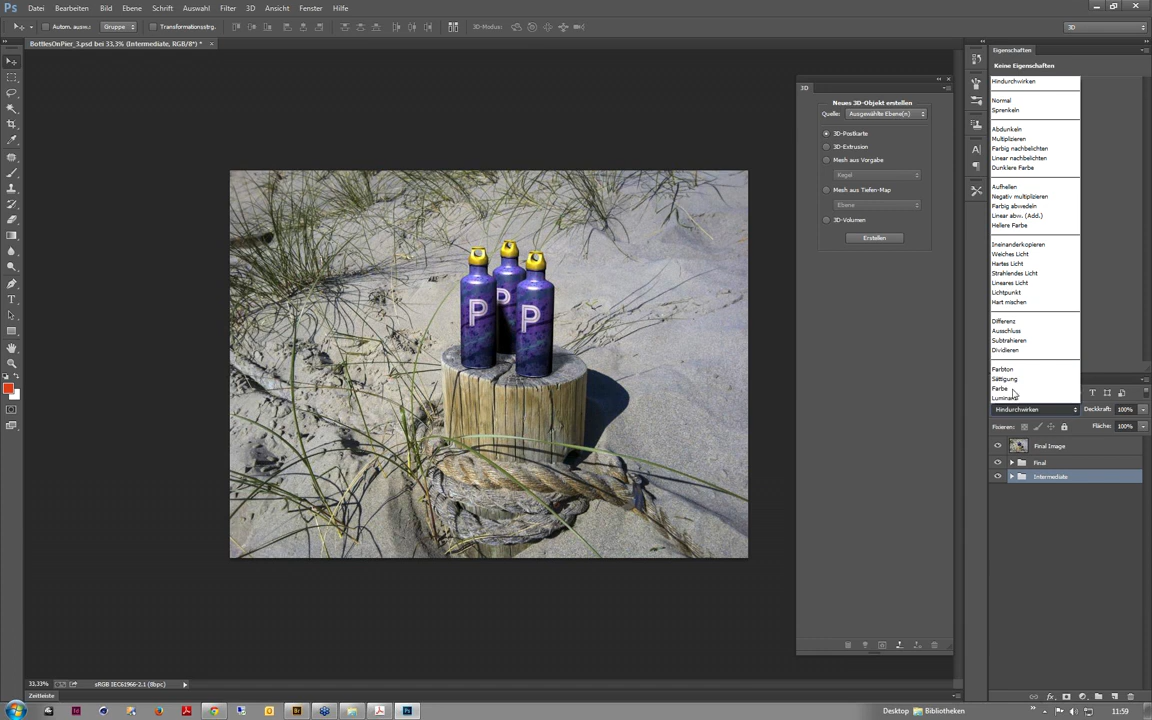 Ps Datei Bearbeiten Bild Ebene Schrift Auswahl Filter 3D Ansicht Fenster Hilfe
Autom. ausw.: Gruppe Transformationsstrg. 3D-Modus: 3D
BottlesOnPier_3.psd bei 33,3% (Intermediate, RGB/8*) *
Eigenschaften
Keine Eigenschaften
3D
Neues 3D-Objekt erstellen
Quelle: Ausgewählte Ebene(n)
3D-Postkarte
3D-Extrusion
Mesh aus Vorgabe
Kegel
Mesh aus Tiefen-Map
Ebene
3D-Volumen
Erstellen
Hindurchwirken
Normal
Sprenkeln
Abdunkeln
Multiplizieren
Farbig nachbelichten
Linear nachbelichten
Dunklere Farbe
Aufhellen
Negativ multiplizieren
Farbig abwedeln
Linear abw. (Add.)
Hellere Farbe
Ineinanderkopieren
Weiches Licht
Hartes Licht
Strahlendes Licht
Lineares Licht
Lichtpunkt
Hart mischen
Differenz
Ausschluss
Subtrahieren
Dividieren
Farbton
Sättigung
Farbe
Hindurchwirken Deckkraft: 100%
Fixieren: Fläche: 100%
Final Image
Final
Intermediate
P
P
P
33,33% sRGB IEC61966-2.1 (8bpc)
Zeitleiste
Desktop Bibliotheken 11:59